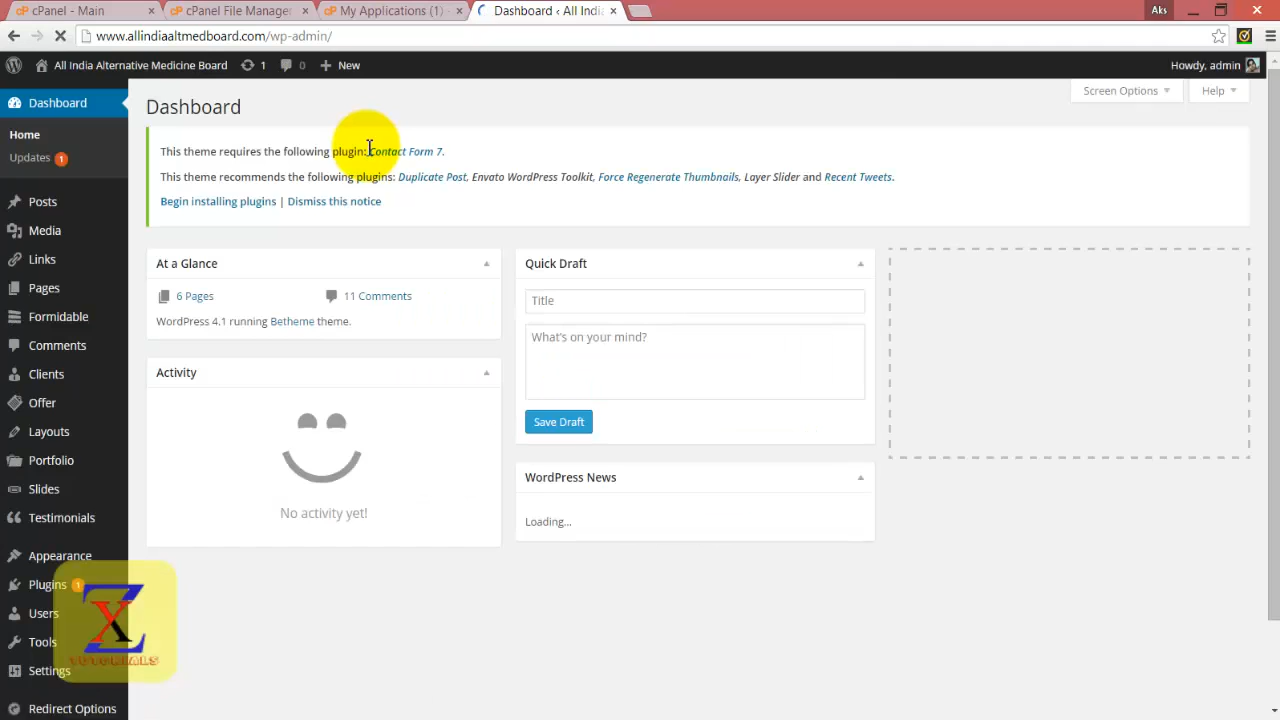 cPanel - Main
cPanel File Manager
My Applications (1) -
Dashboard ‹ All India
Aks
www.allindiaaltmedboard.com/wp-admin/
All India Alternative Medicine Board
1
0
New
Howdy, admin
Dashboard
Home
Updates 1
Posts
Media
Links
Pages
Formidable
Comments
Clients
Offer
Layouts
Portfolio
Slides
Testimonials
Appearance
Plugins 1
Users
Tools
Settings
Redirect Options
Dashboard
Screen Options
Help
This theme requires the following plugin: Contact Form 7.
This theme recommends the following plugins: Duplicate Post, Envato WordPress Toolkit, Force Regenerate Thumbnails, Layer Slider and Recent Tweets.
Begin installing plugins | Dismiss this notice
At a Glance
6 Pages
11 Comments
WordPress 4.1 running Betheme theme.
Activity
No activity yet!
Quick Draft
Title
What's on your mind?
Save Draft
WordPress News
Loading...
XZ
TUTORIALS